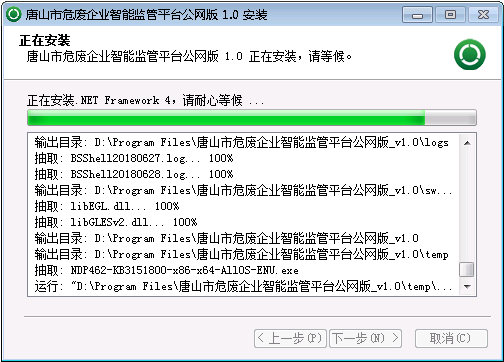 唐山市危废企业智能监管平台公网版 1.0 安装
正在安装
唐山市危废企业智能监管平台公网版 1.0 正在安装，请等候。
正在安装.NET Framework 4，请耐心等候 ...
输出目录: D:\Program Files\唐山市危废企业智能监管平台公网版_v1.0\logs
抽取: BSShell20180627.log... 100%
抽取: BSShell20180628.log... 100%
输出目录: D:\Program Files\唐山市危废企业智能监管平台公网版_v1.0\sw...
抽取: libEGL.dll... 100%
抽取: libGLESv2.dll... 100%
输出目录: D:\Program Files\唐山市危废企业智能监管平台公网版_v1.0
输出目录: D:\Program Files\唐山市危废企业智能监管平台公网版_v1.0\temp
抽取: NDP462-KB3151800-x86-x64-AllOS-ENU.exe
运行: "D:\Program Files\唐山市危废企业智能监管平台公网版_v1.0\temp\...
< 上一步(P) 下一步(N) > 取消(C)